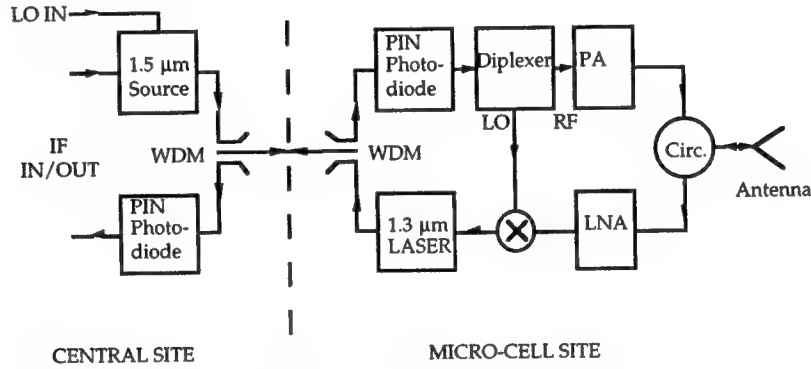 LO IN
1.5 µm
Source
WDM
IF
IN/OUT
PIN
Photo-
diode
CENTRAL SITE
PIN
Photo-
diode
Diplexer
LO
RF
PA
Circ.
Antenna
WDM
1.3 µm
LASER
LNA
MICRO-CELL SITE